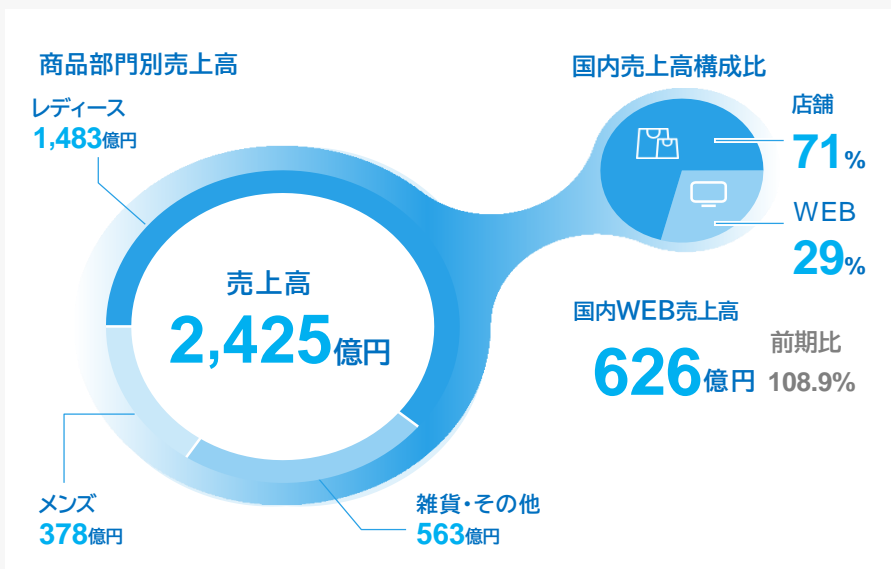 商品部門別売上高
レディース
1,483億円
売上高
2,425億円
メンズ
378億円
雑貨・その他
563億円
国内売上高構成比
店舗
71%
WEB
29%
国内WEB売上高
626億円
前期比
108.9%